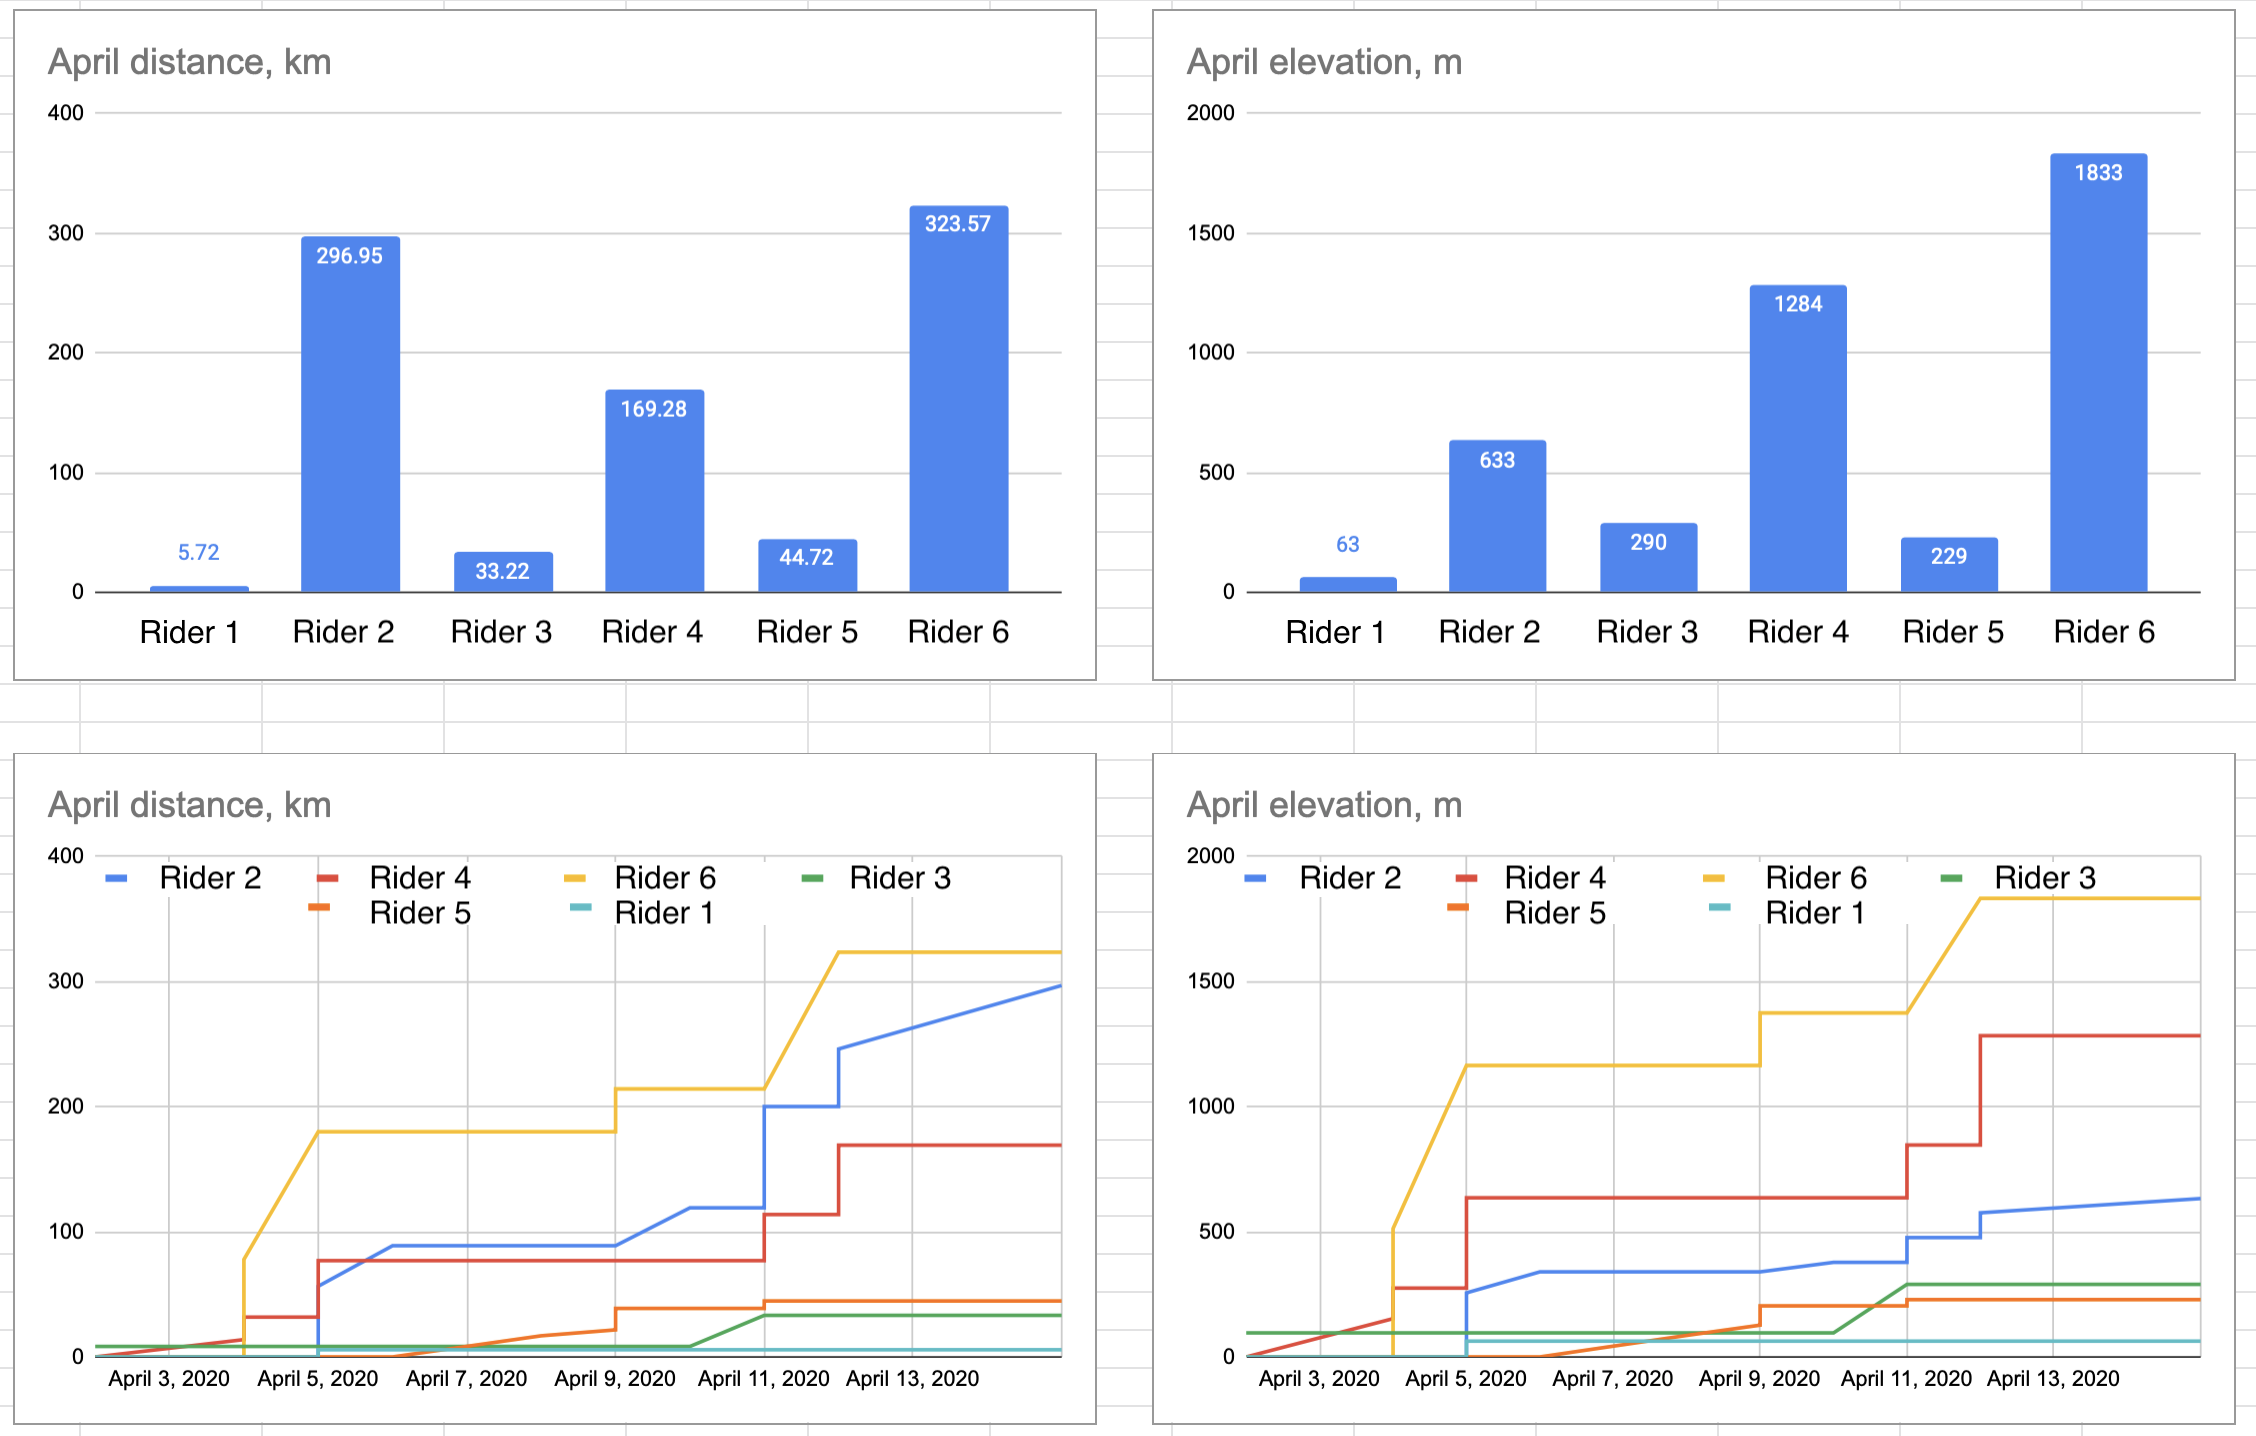 April distance, km
400
300
200
100
0
5.72
296.95
33.22
169.28
44.72
323.57
Rider 1 Rider 2 Rider 3 Rider 4 Rider 5 Rider 6
April elevation, m
2000
1500
1000
500
0
63
633
290
1284
229
1833
Rider 1 Rider 2 Rider 3 Rider 4 Rider 5 Rider 6
April distance, km
400
300
200
100
0
Rider 2 Rider 4 Rider 6 Rider 3
Rider 5 Rider 1
April 3, 2020 April 5, 2020 April 7, 2020 April 9, 2020 April 11, 2020 April 13, 2020
April elevation, m
2000
1500
1000
500
0
Rider 2 Rider 4 Rider 6 Rider 3
Rider 5 Rider 1
April 3, 2020 April 5, 2020 April 7, 2020 April 9, 2020 April 11, 2020 April 13, 2020